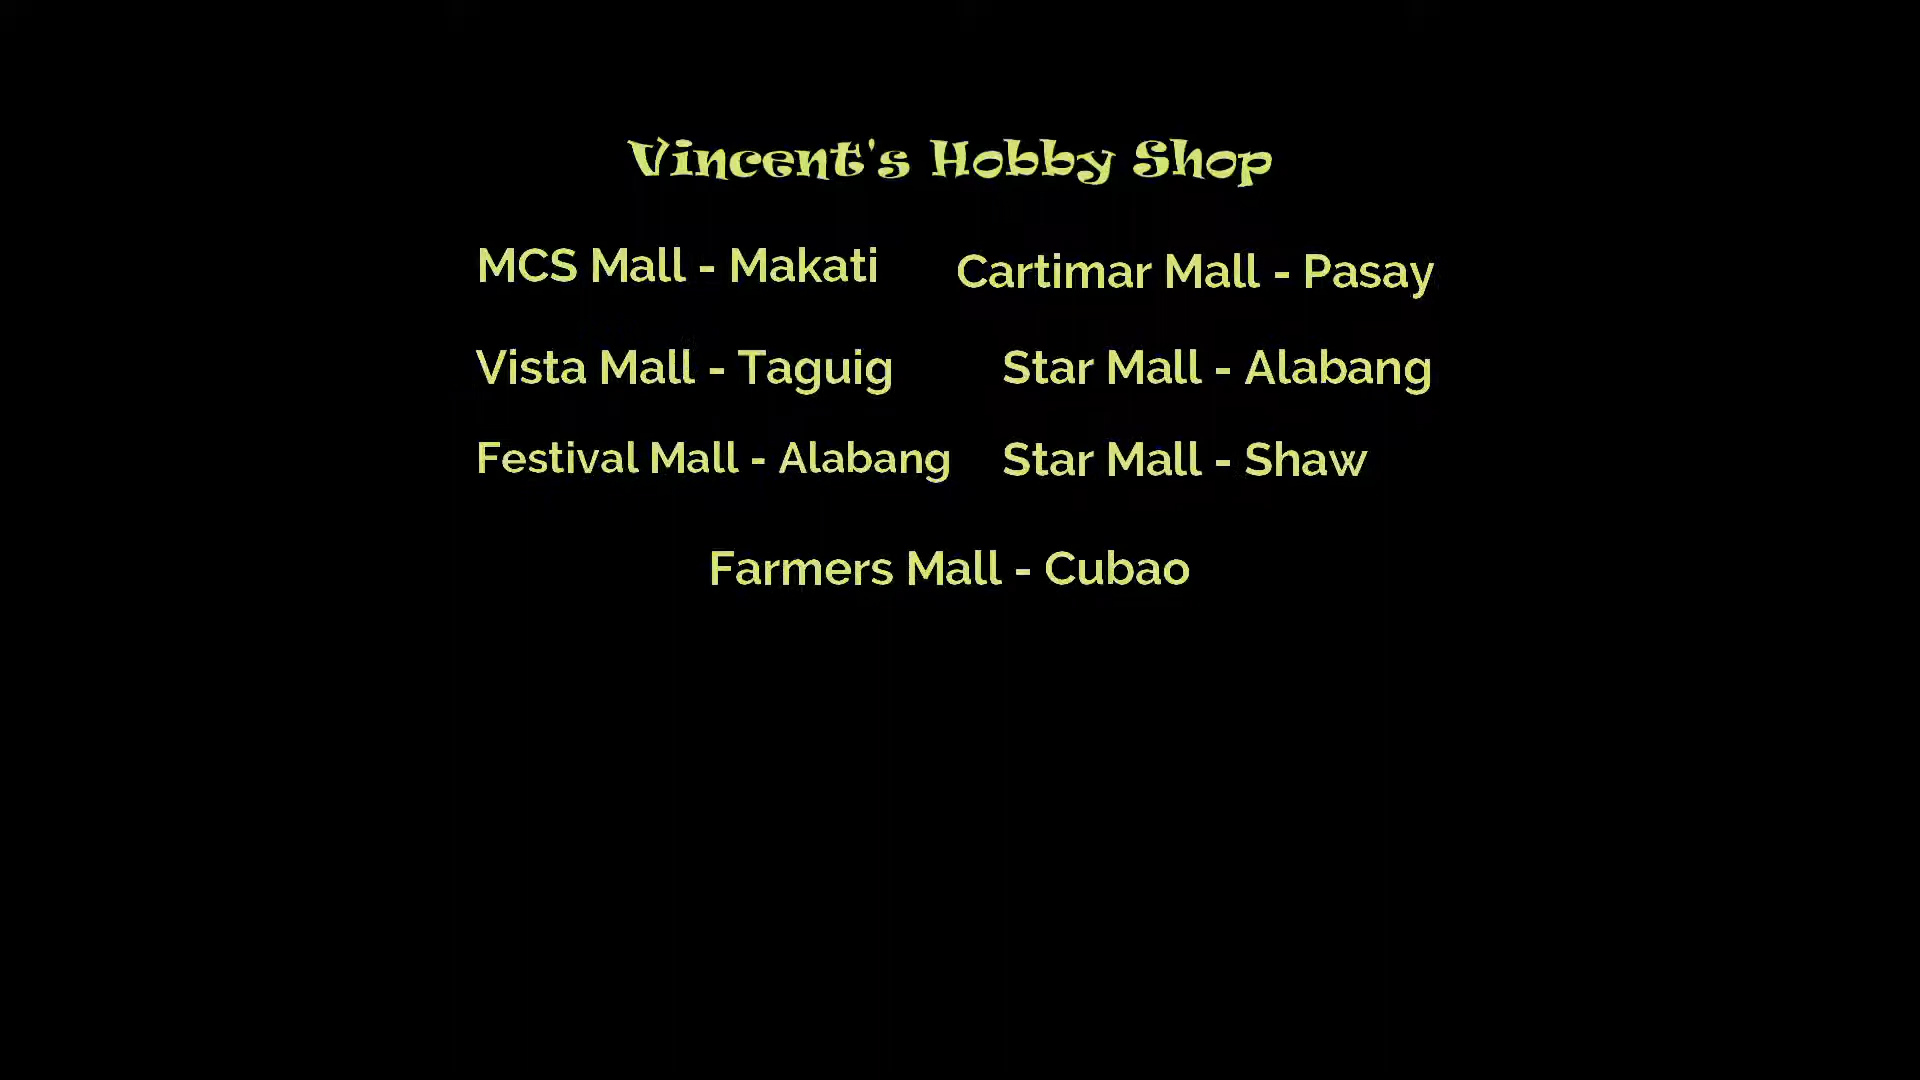 Vincent's Hobby Shop
MCS Mall - Makati
Cartimar Mall - Pasay
Vista Mall - Taguig
Star Mall - Alabang
Festival Mall - Alabang
Star Mall - Shaw
Farmers Mall - Cubao